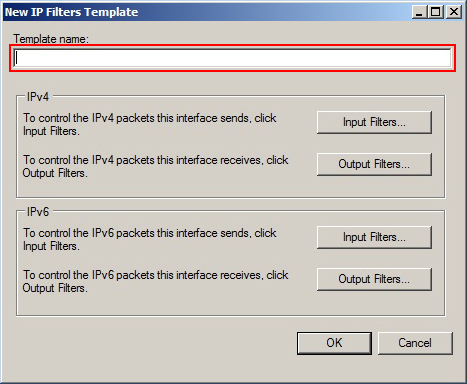 New IP Filters Template
Template name:
IPv4
To control the IPv4 packets this interface sends, click
Input Filters.
Input Filters...
To control the IPv4 packets this interface receives, click
Output Filters.
Output Filters...
IPv6
To control the IPv6 packets this interface sends, click
Input Filters.
Input Filters...
To control the IPv6 packets this interface receives, click
Output Filters.
Output Filters...
OK
Cancel